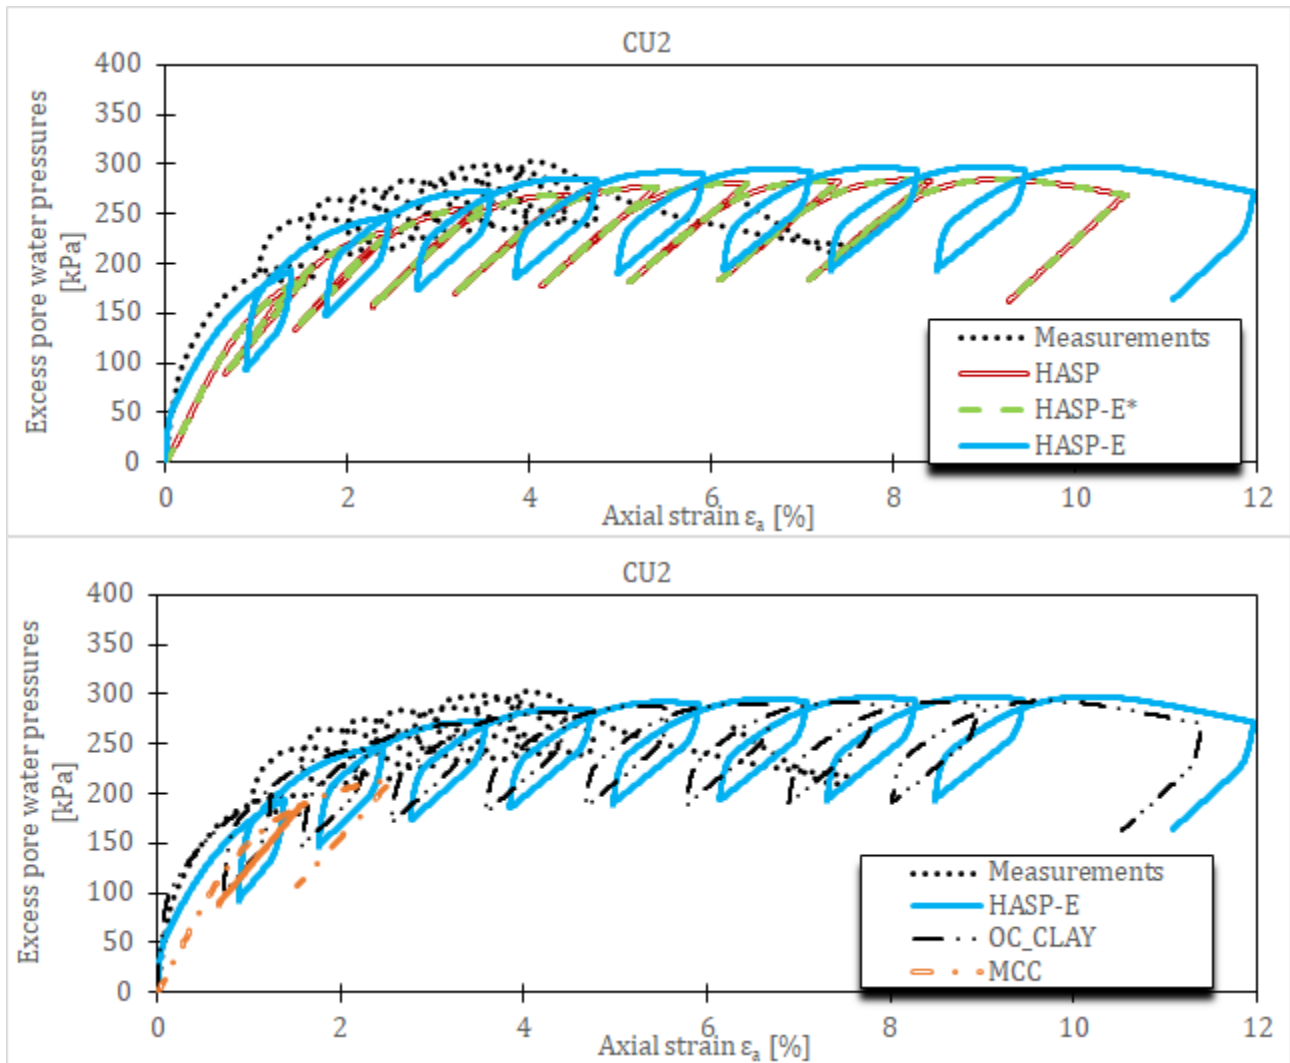 CU2
400
350
300
250
200
150
100
50
0
Excess pore water pressures
[kPa]
Measurements
HASP
HASP-E*
HASP-E
0 2 4 6 8 10 12
Axial strain εa [%]
CU2
400
350
300
250
200
150
100
50
0
Excess pore water pressures
[kPa]
Measurements
HASP-E
OC_CLAY
MCC
0 2 4 6 8 10 12
Axial strain εa [%]